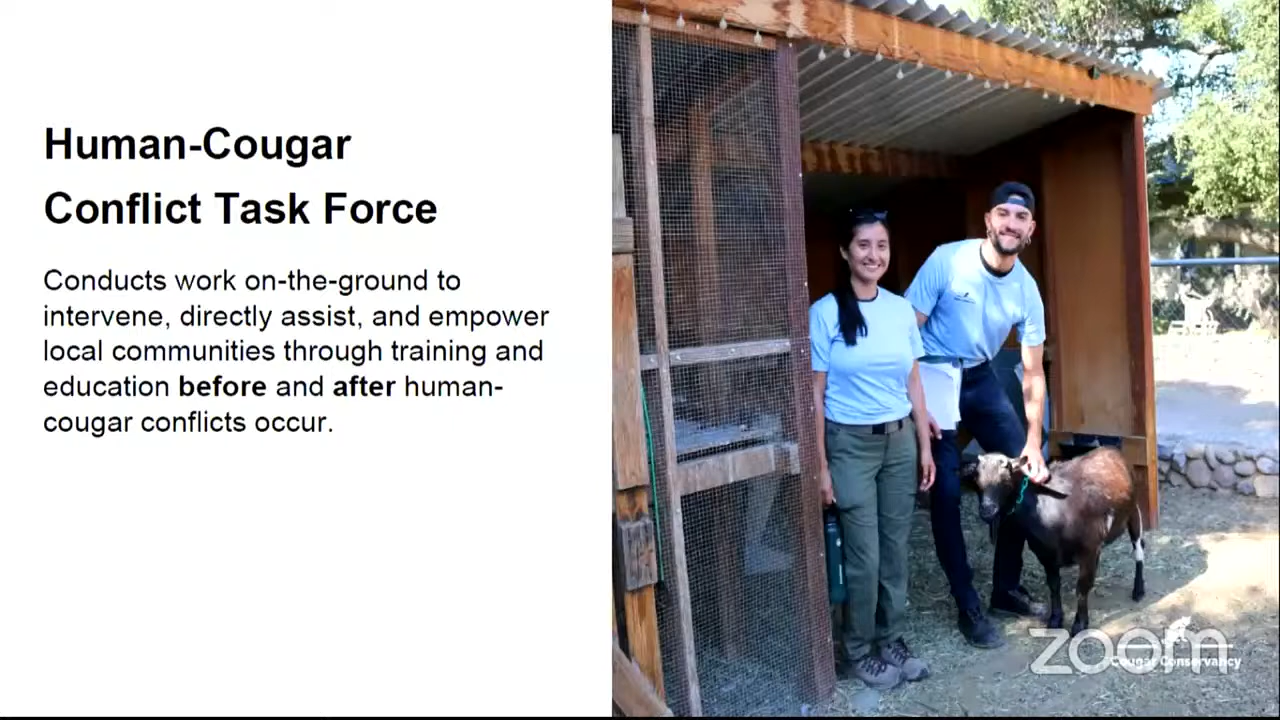 Human-Cougar
Conflict Task Force
Conducts work on-the-ground to
intervene, directly assist, and empower
local communities through training and
education before and after human-
cougar conflicts occur.
zoom
Cougar Conservancy